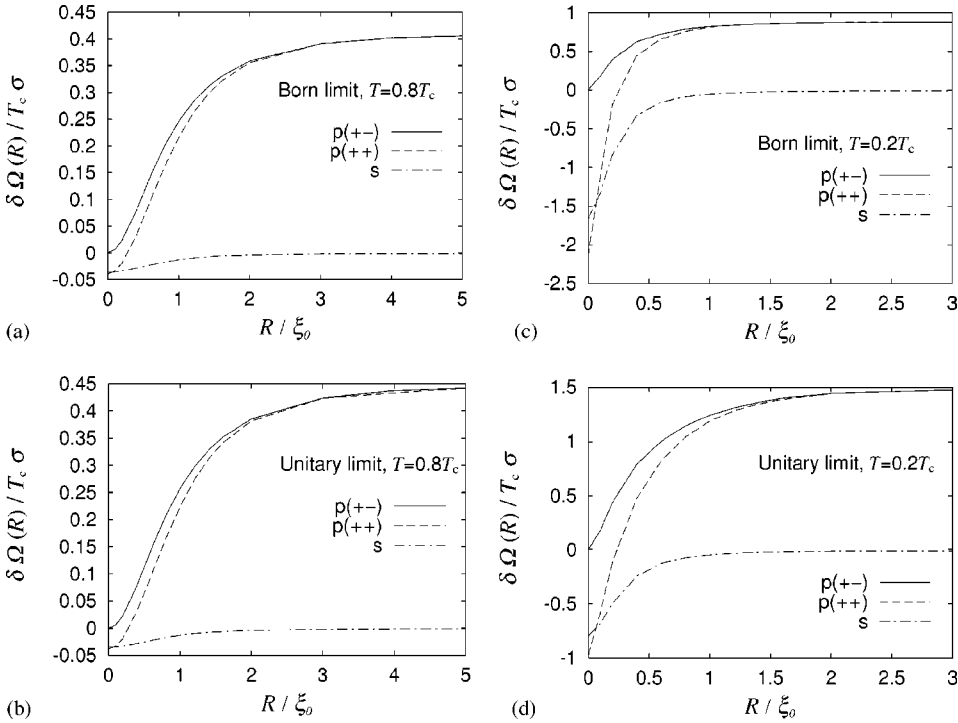 0.45
0.4
0.35
0.3
0.25
0.2
0.15
0.1
0.05
0
-0.05
δ Ω (R) / T_c σ
Born limit, T=0.8T_c
p(+−)
p(++)
s
0 1 2 3 4 5
R / ξ_0
(a)
1
0.5
0
-0.5
-1
-1.5
-2
-2.5
δ Ω (R) / T_c σ
Born limit, T=0.2T_c
p(+−)
p(++)
s
0 0.5 1 1.5 2 2.5 3
R / ξ_0
(c)
0.45
0.4
0.35
0.3
0.25
0.2
0.15
0.1
0.05
0
-0.05
δ Ω (R) / T_c σ
Unitary limit, T=0.8T_c
p(+−)
p(++)
s
0 1 2 3 4 5
R / ξ_0
(b)
1.5
1
0.5
0
-0.5
-1
δ Ω (R) / T_c σ
Unitary limit, T=0.2T_c
p(+−)
p(++)
s
0 0.5 1 1.5 2 2.5 3
R / ξ_0
(d)